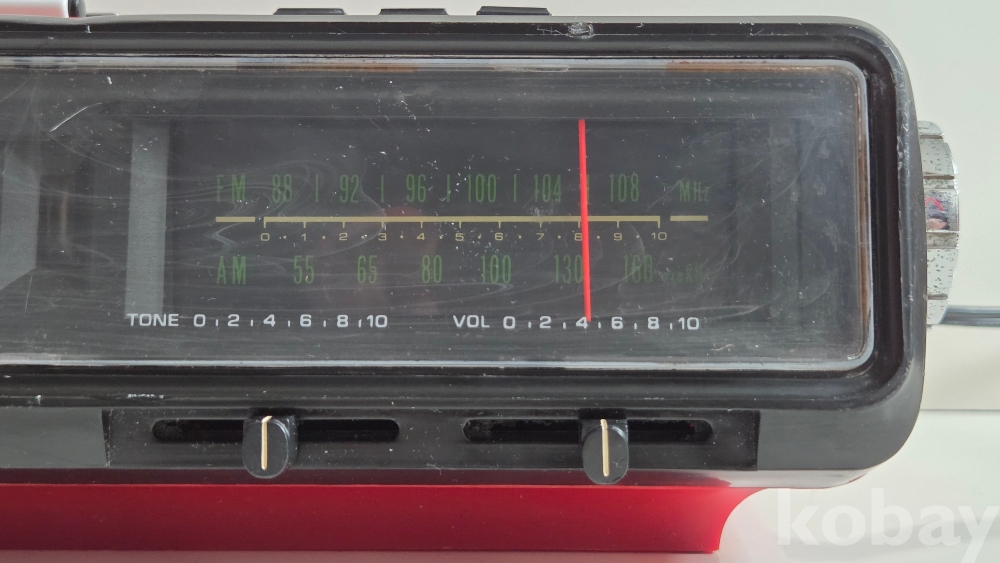 FM 88 | 92 | 96 | 100 | 104 | 108 MHz
0 · 1 · 2 · 3 · 4 · 5 · 6 · 7 · 8 · 9 · 10
AM 55 65 80 100 130 160
TONE 0 ı 2 ı 4 ı 6 ı 8 ı 10 VOL 0 ı 2 ı 4 ı 6 ı 8 ı 10
kobay